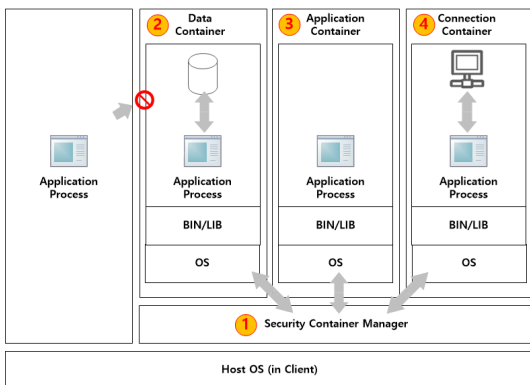 2
Data
Container
3
Application
Container
4
Connection
Container
Application
Process
Application
Process
Application
Process
Application
Process
BIN/LIB
BIN/LIB
BIN/LIB
OS
OS
OS
1
Security Container Manager
Host OS (in Client)